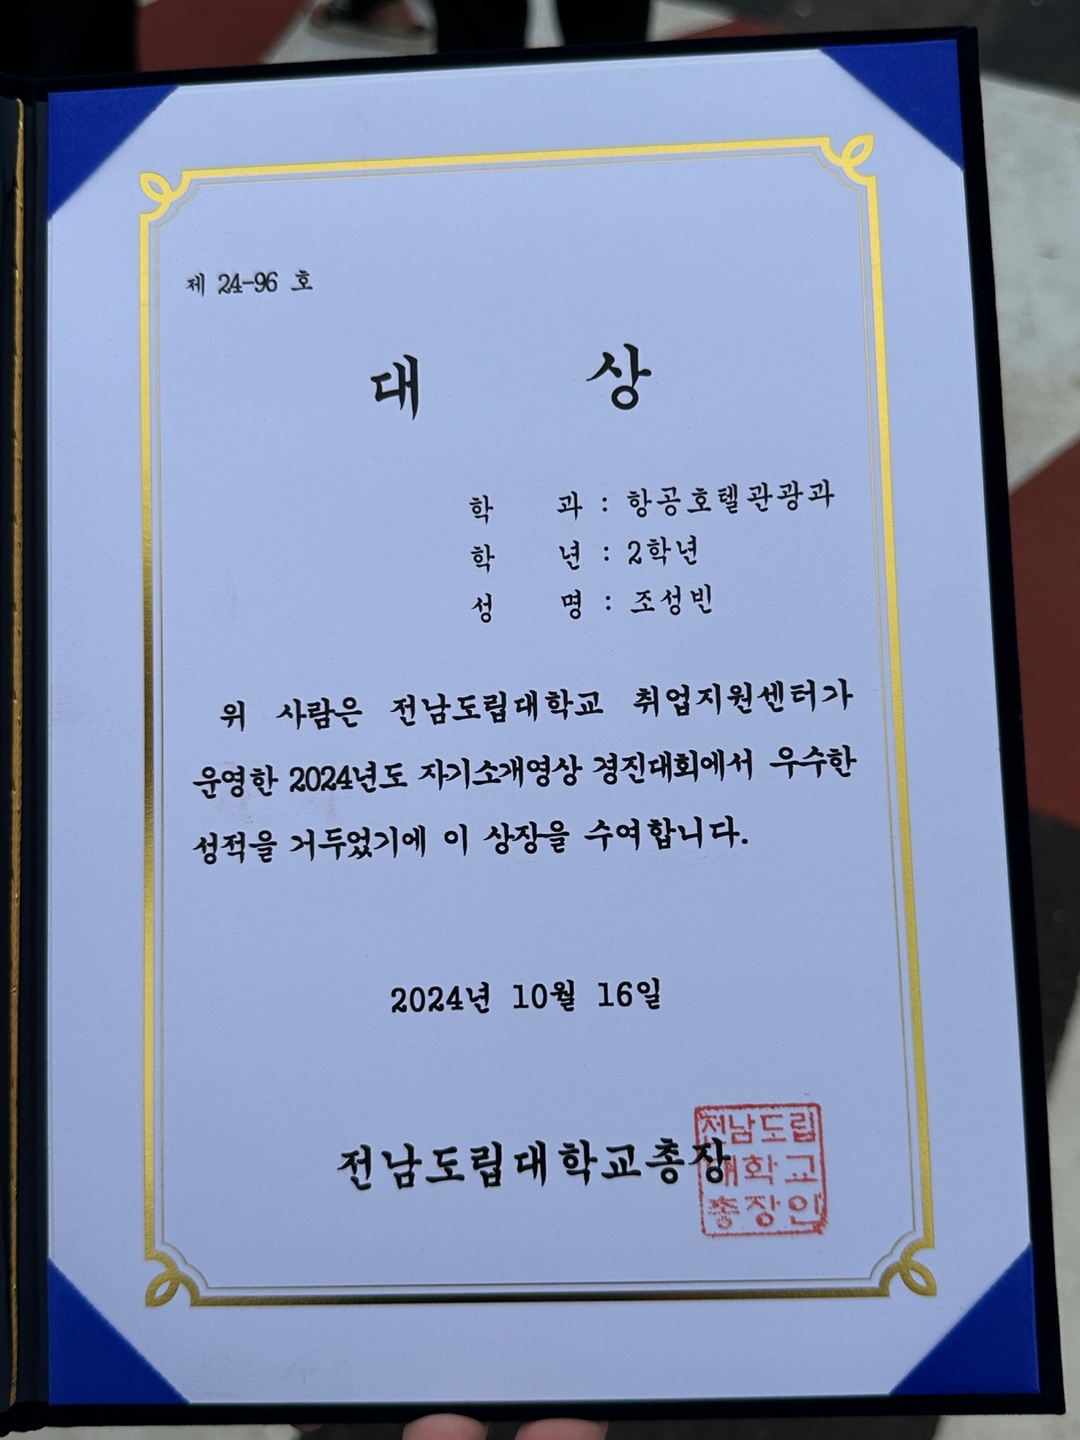 제 24-96 호
대 상
학 과 : 항공호텔관광과
학 년 : 2학년
성 명 : 조성빈
위 사람은 전남도립대학교 취업지원센터가
운영한 2024년도 자기소개영상 경진대회에서 우수한
성적을 거두었기에 이 상장을 수여합니다.
2024년 10월 16일
전남도립대학교총장
전남도립
대학교
총장인